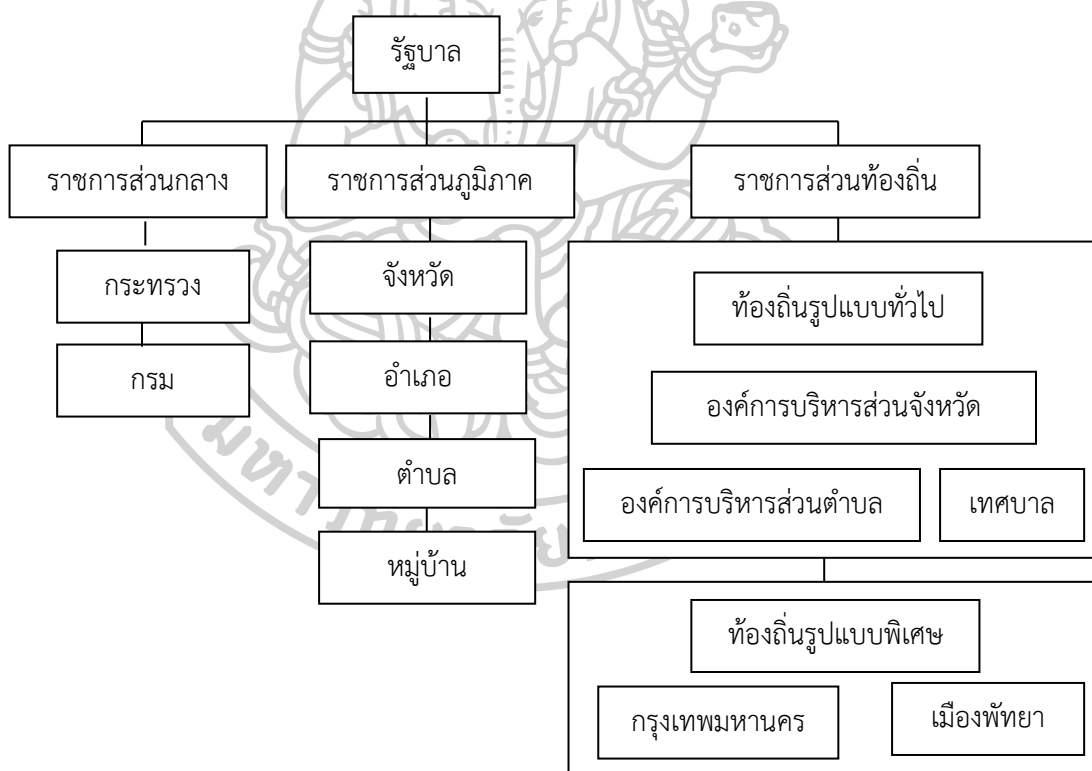 รัฐบาล
ราชการส่วนกลาง
ราชการส่วนภูมิภาค
ราชการส่วนท้องถิ่น
กระทรวง
กรม
จังหวัด
อำเภอ
ตำบล
หมู่บ้าน
ท้องถิ่นรูปแบบทั่วไป
องค์การบริหารส่วนจังหวัด
องค์การบริหารส่วนตำบล
เทศบาล
ท้องถิ่นรูปแบบพิเศษ
กรุงเทพมหานคร
เมืองพัทยา